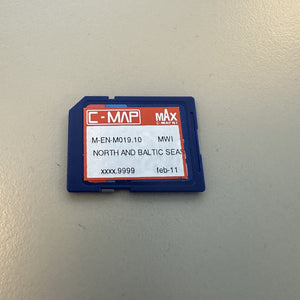 C-MAP MAX
C-MAP NT
M-EN-M019.10 MWI
NORTH AND BALTIC SEAS
xxxx.9999 feb-11